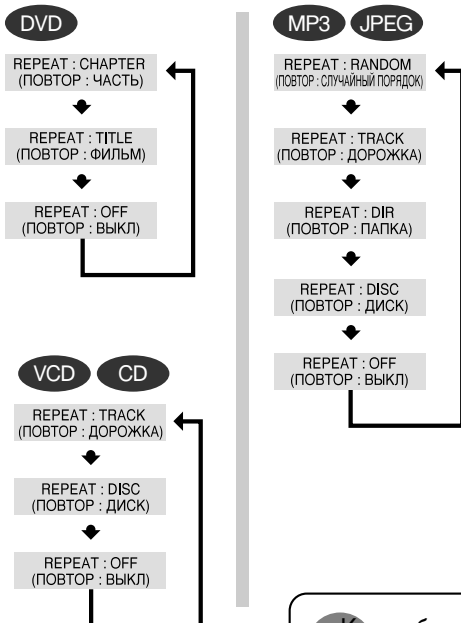 DVD
REPEAT : CHAPTER
(ПОВТОР : ЧАСТЬ)
REPEAT : TITLE
(ПОВТОР : ФИЛЬМ)
REPEAT : OFF
(ПОВТОР : ВЫКЛ)
VCD CD
REPEAT : TRACK
(ПОВТОР : ДОРОЖКА)
REPEAT : DISC
(ПОВТОР : ДИСК)
REPEAT : OFF
(ПОВТОР : ВЫКЛ)
MP3 JPEG
REPEAT : RANDOM
(ПОВТОР : СЛУЧАЙНЫЙ ПОРЯДОК)
REPEAT : TRACK
(ПОВТОР : ДОРОЖКА)
REPEAT : DIR
(ПОВТОР : ПАПКА)
REPEAT : DISC
(ПОВТОР : ДИСК)
REPEAT : OFF
(ПОВТОР : ВЫКЛ)